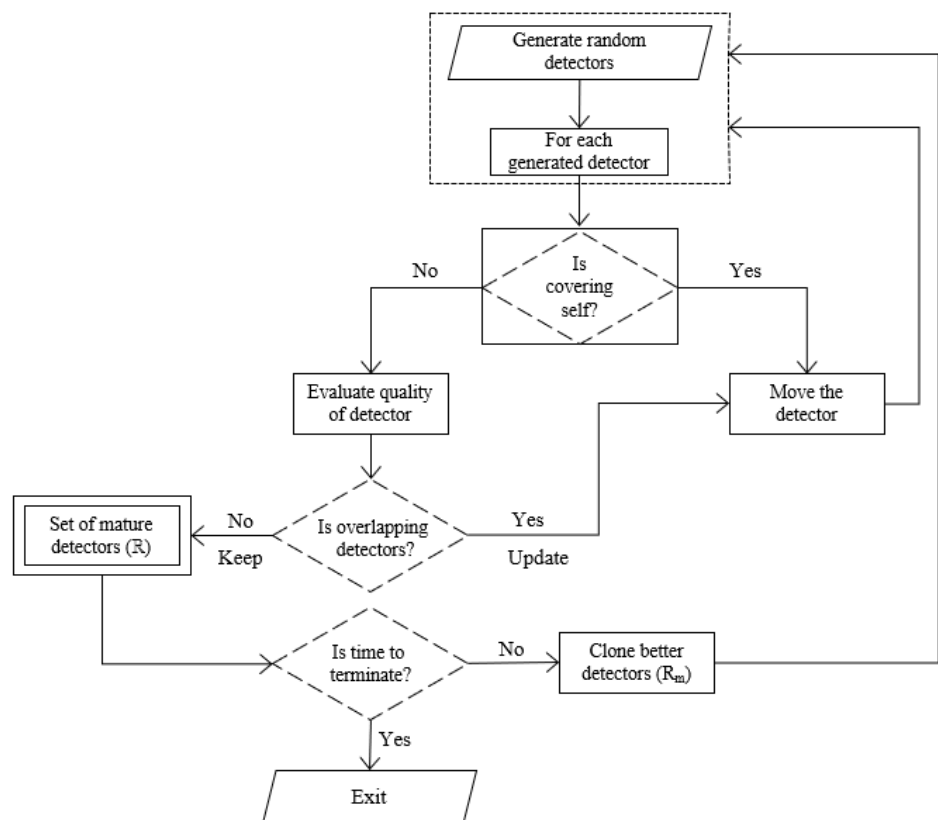 Generate random
detectors
For each
generated detector
No
Is
covering
self?
Yes
Evaluate quality
of detector
Move the
detector
Set of mature
detectors (ℝ)
No
Keep
Is overlapping
detectors?
Yes
Update
Is time to
terminate?
No
Clone better
detectors (Rₘ)
Yes
Exit